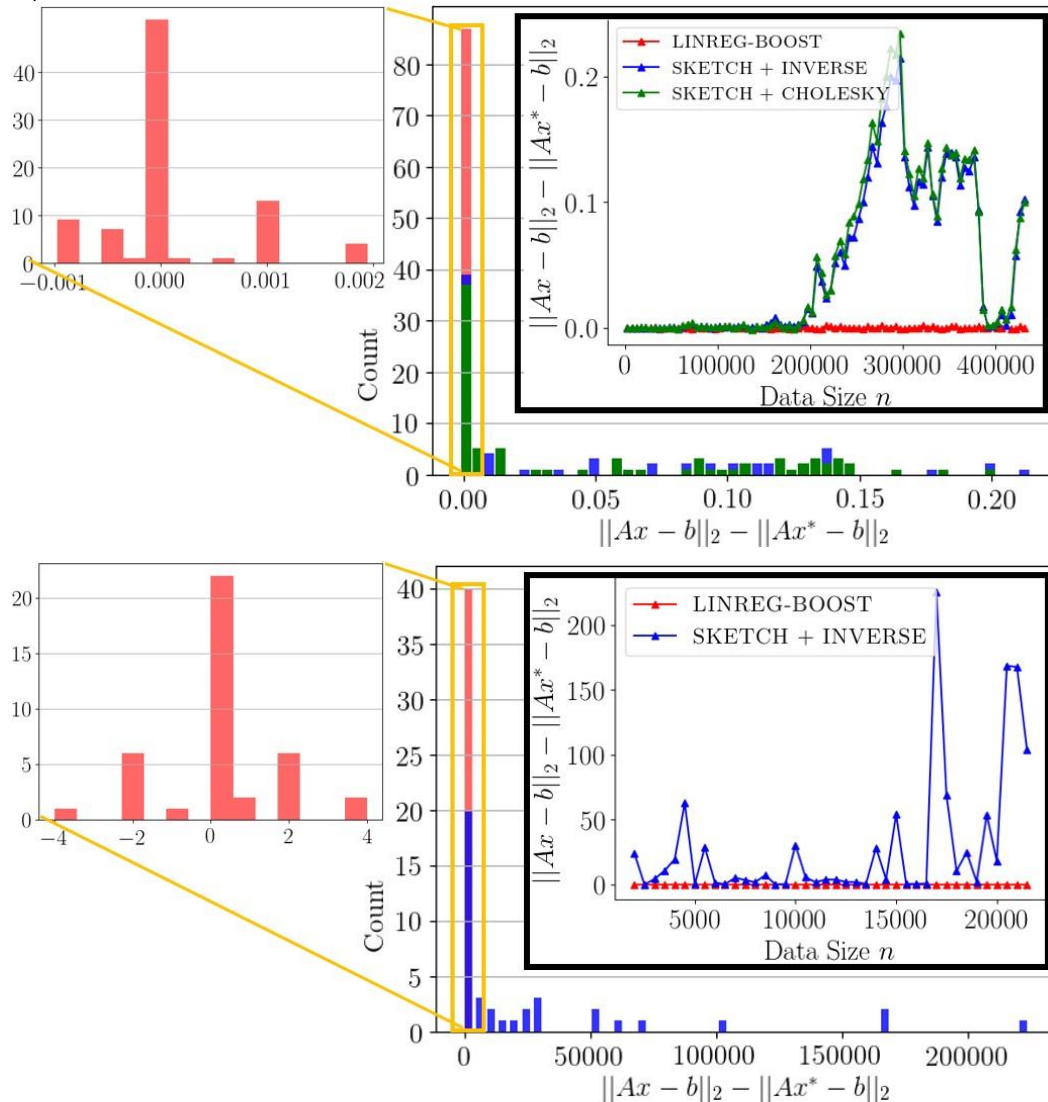 40
30
20
10
0
−0.001 0.000 0.001 0.002
80
70
60
50
40
30
20
10
0
Count
0.00 0.05 0.10 0.15 0.20
||Ax − b||₂ − ||Ax* − b||₂
LINREG-BOOST
SKETCH + INVERSE
SKETCH + CHOLESKY
0.2
0.1
0.0
||Ax − b||₂ − ||Ax* − b||₂
0 100000 200000 300000 400000
Data Size n
20
15
10
5
0
−4 −2 0 2 4
40
35
30
25
20
15
10
5
0
Count
0 50000 100000 150000 200000
||Ax − b||₂ − ||Ax* − b||₂
LINREG-BOOST
SKETCH + INVERSE
200
150
100
50
0
||Ax − b||₂ − ||Ax* − b||₂
5000 10000 15000 20000
Data Size n